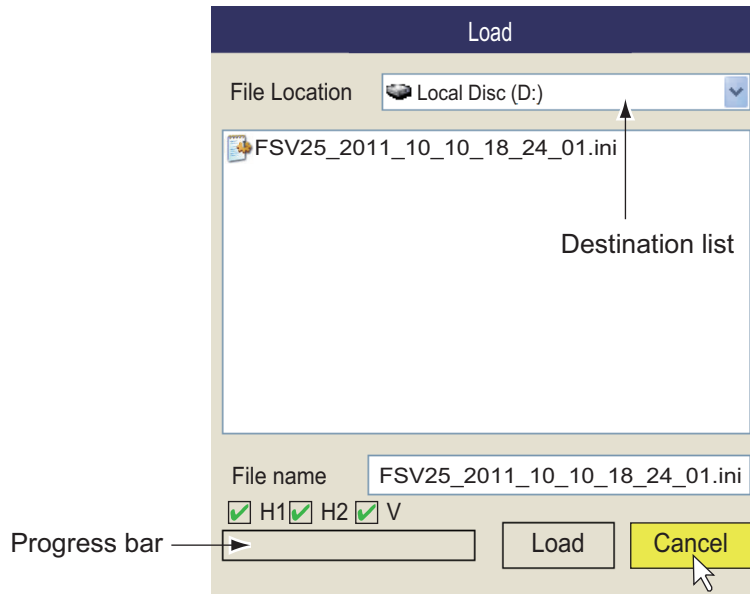 Load
File Location Local Disc (D:)
FSV25_2011_10_10_18_24_01.ini
Destination list
File name FSV25_2011_10_10_18_24_01.ini
H1 H2 V
Progress bar Load Cancel